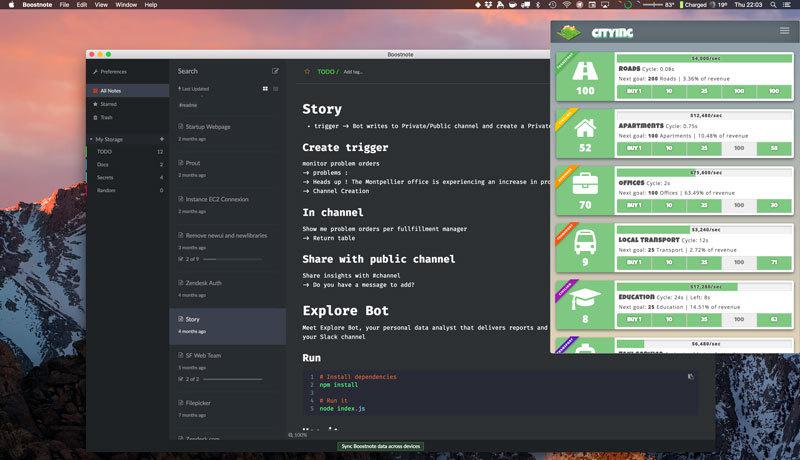 Boostnote File Edit View Window Help
83° Charged 19° Thu 22:03
Boostnote
Preferences
All Notes
Starred
Trash
My Storage
TODO 12
Docs 2
Secrets 4
Random 0
Search
Last Updated
#readme
Startup Webpage
2 months ago
Prout
2 months ago
Instance EC2 Connexion
2 months ago
Remove newui and newlibraries
3 months ago
2 of 9
Zendesk Auth
4 months ago
Story
4 months ago
SF Web Team
5 months ago
2 of 2
Filepicker
7 months ago
Zendesk.com
TODO / Add tag...
Story
• trigger → Bot writes to Private/Public channel and create a Privat
Create trigger
monitor problem orders
→ problems :
→ Heads up ! The Montpellier office is experiencing an increase in pro
→ Channel Creation
In channel
Show me problem orders per fullfillment manager
→ Return table
Share with public channel
Share insights with #channel
→ Do you have a message to add?
Explore Bot
Meet Explore Bot, your personal data analyst that delivers reports and
your Slack channel
Run
1 # Install dependencies
2 npm install
3
4 # Run it
5 node index.js
100%
Sync Boostnote data across devices
CITYINC
TRANSPORT
100
$4,000/sec
ROADS Cycle: 0.08s
Next goal: 200 Roads | 3.36% of revenue
BUY 1 10 25 100 100
52
$12,480/sec
APARTMENTS Cycle: 0.75s
Next goal: 100 Apartments | 10.48% of revenue
BUY 1 10 25 100 58
70
$75,600/sec
OFFICES Cycle: 2s
Next goal: 100 Offices | 63.49% of revenue
BUY 1 10 25 100 30
TRANSPORT
9
$3,240/sec
LOCAL TRANSPORT Cycle: 12s
Next goal: 25 Transport | 2.72% of revenue
BUY 1 10 25 100 71
8
$17,280/sec
EDUCATION Cycle: 24s | Left: 8s
Next goal: 25 Education | 14.51% of revenue
BUY 1 10 25 100 63
$6,480/sec